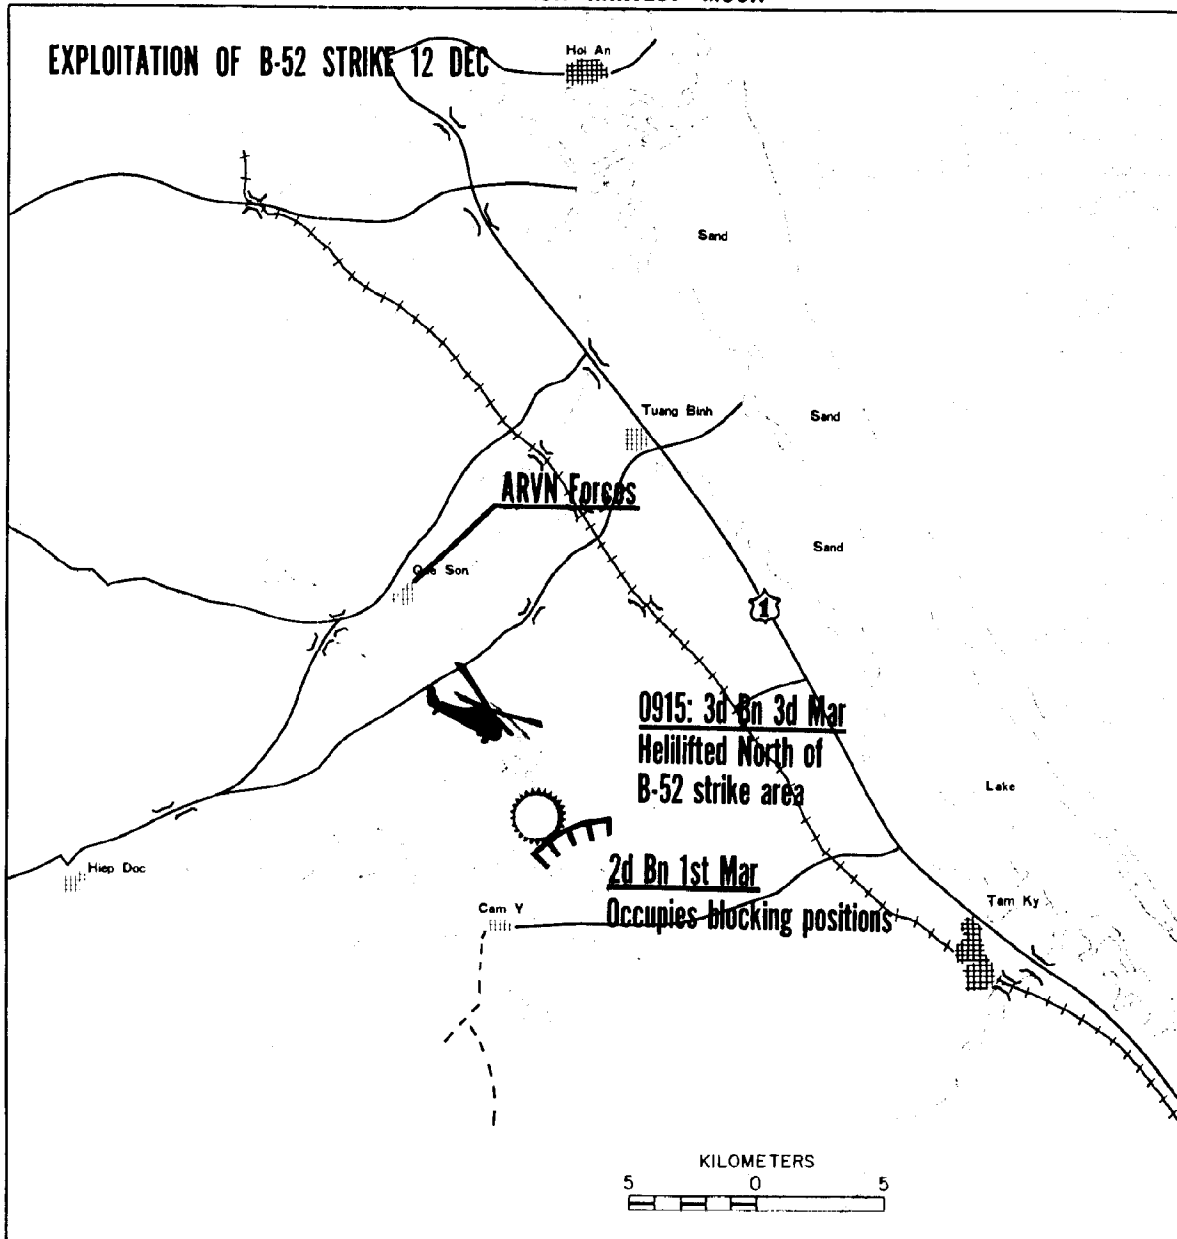 EXPLOITATION OF B-52 STRIKE 12 DEC
Hoi An
Sand
Tuang Binh
Sand
ARVN Forces
Sand
Que Son
1
0915: 3d Bn 3d Mar
Helilifted North of
B-52 strike area
Lake
Hiep Doc
2d Bn 1st Mar
Occupies blocking positions
Cam Y
Tam Ky
KILOMETERS
5 0 5